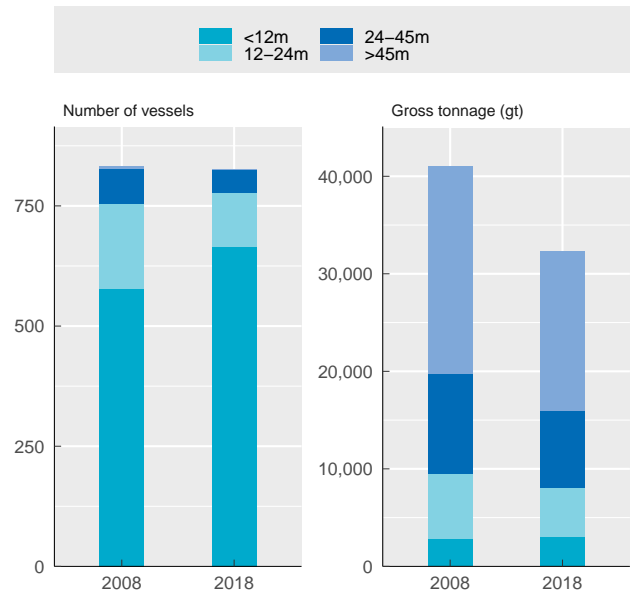 <12m
24–45m
12–24m
>45m
Number of vessels
Gross tonnage (gt)
750
500
250
0
2008
2018
40,000
30,000
20,000
10,000
0
2008
2018